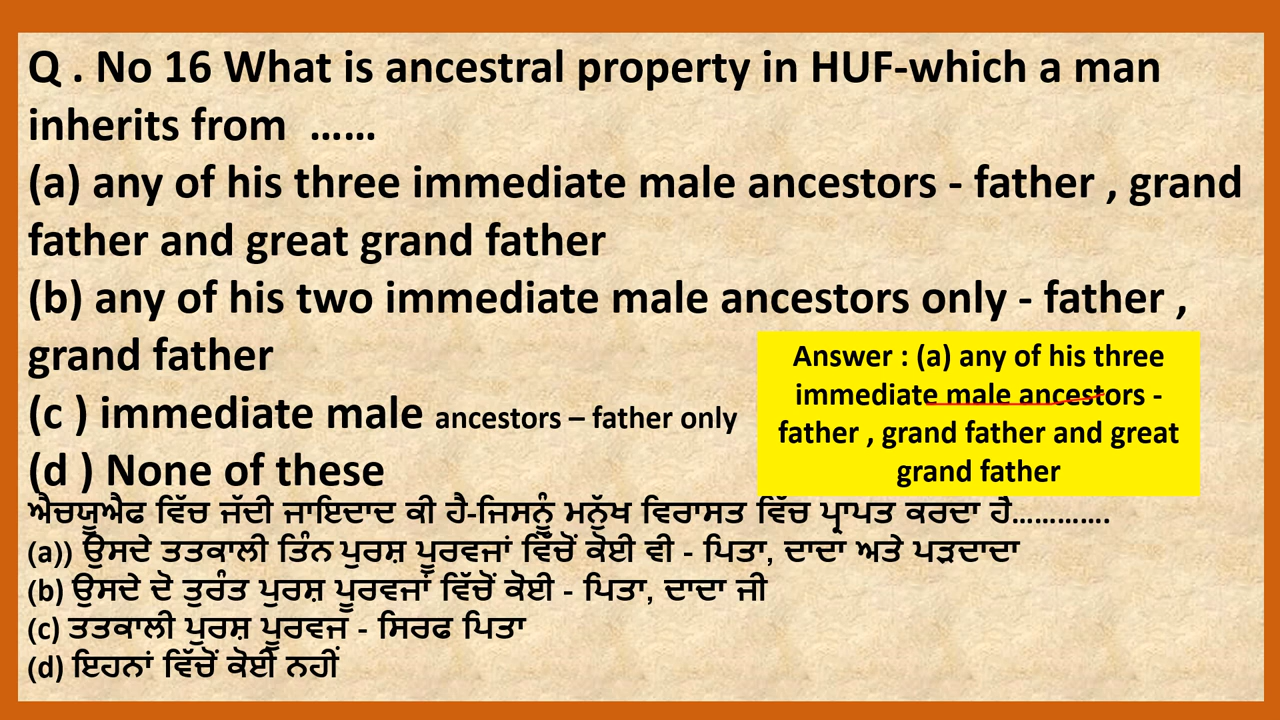 Q . No 16 What is ancestral property in HUF-which a man
inherits from ……
(a) any of his three immediate male ancestors - father , grand
father and great grand father
(b) any of his two immediate male ancestors only - father ,
grand father
(c ) immediate male ancestors – father only
(d ) None of these
Answer : (a) any of his three
immediate male ancestors -
father , grand father and great
grand father
ਐਚਯੂਐਫ ਵਿੱਚ ਜੱਦੀ ਜਾਇਦਾਦ ਕੀ ਹੈ-ਜਿਸਨੂੰ ਮਨੁੱਖ ਵਿਰਾਸਤ ਵਿੱਚ ਪ੍ਰਾਪਤ ਕਰਦਾ ਹੈ………….
(a)) ਉਸਦੇ ਤਤਕਾਲੀ ਤਿੰਨ ਪੁਰਸ਼ ਪੂਰਵਜਾਂ ਵਿੱਚੋਂ ਕੋਈ ਵੀ - ਪਿਤਾ, ਦਾਦਾ ਅਤੇ ਪੜਦਾਦਾ
(b) ਉਸਦੇ ਦੋ ਤੁਰੰਤ ਪੁਰਸ਼ ਪੂਰਵਜਾਂ ਵਿੱਚੋਂ ਕੋਈ - ਪਿਤਾ, ਦਾਦਾ ਜੀ
(c) ਤਤਕਾਲੀ ਪੁਰਸ਼ ਪੂਰਵਜ - ਸਿਰਫ ਪਿਤਾ
(d) ਇਹਨਾਂ ਵਿੱਚੋਂ ਕੋਈ ਨਹੀਂ